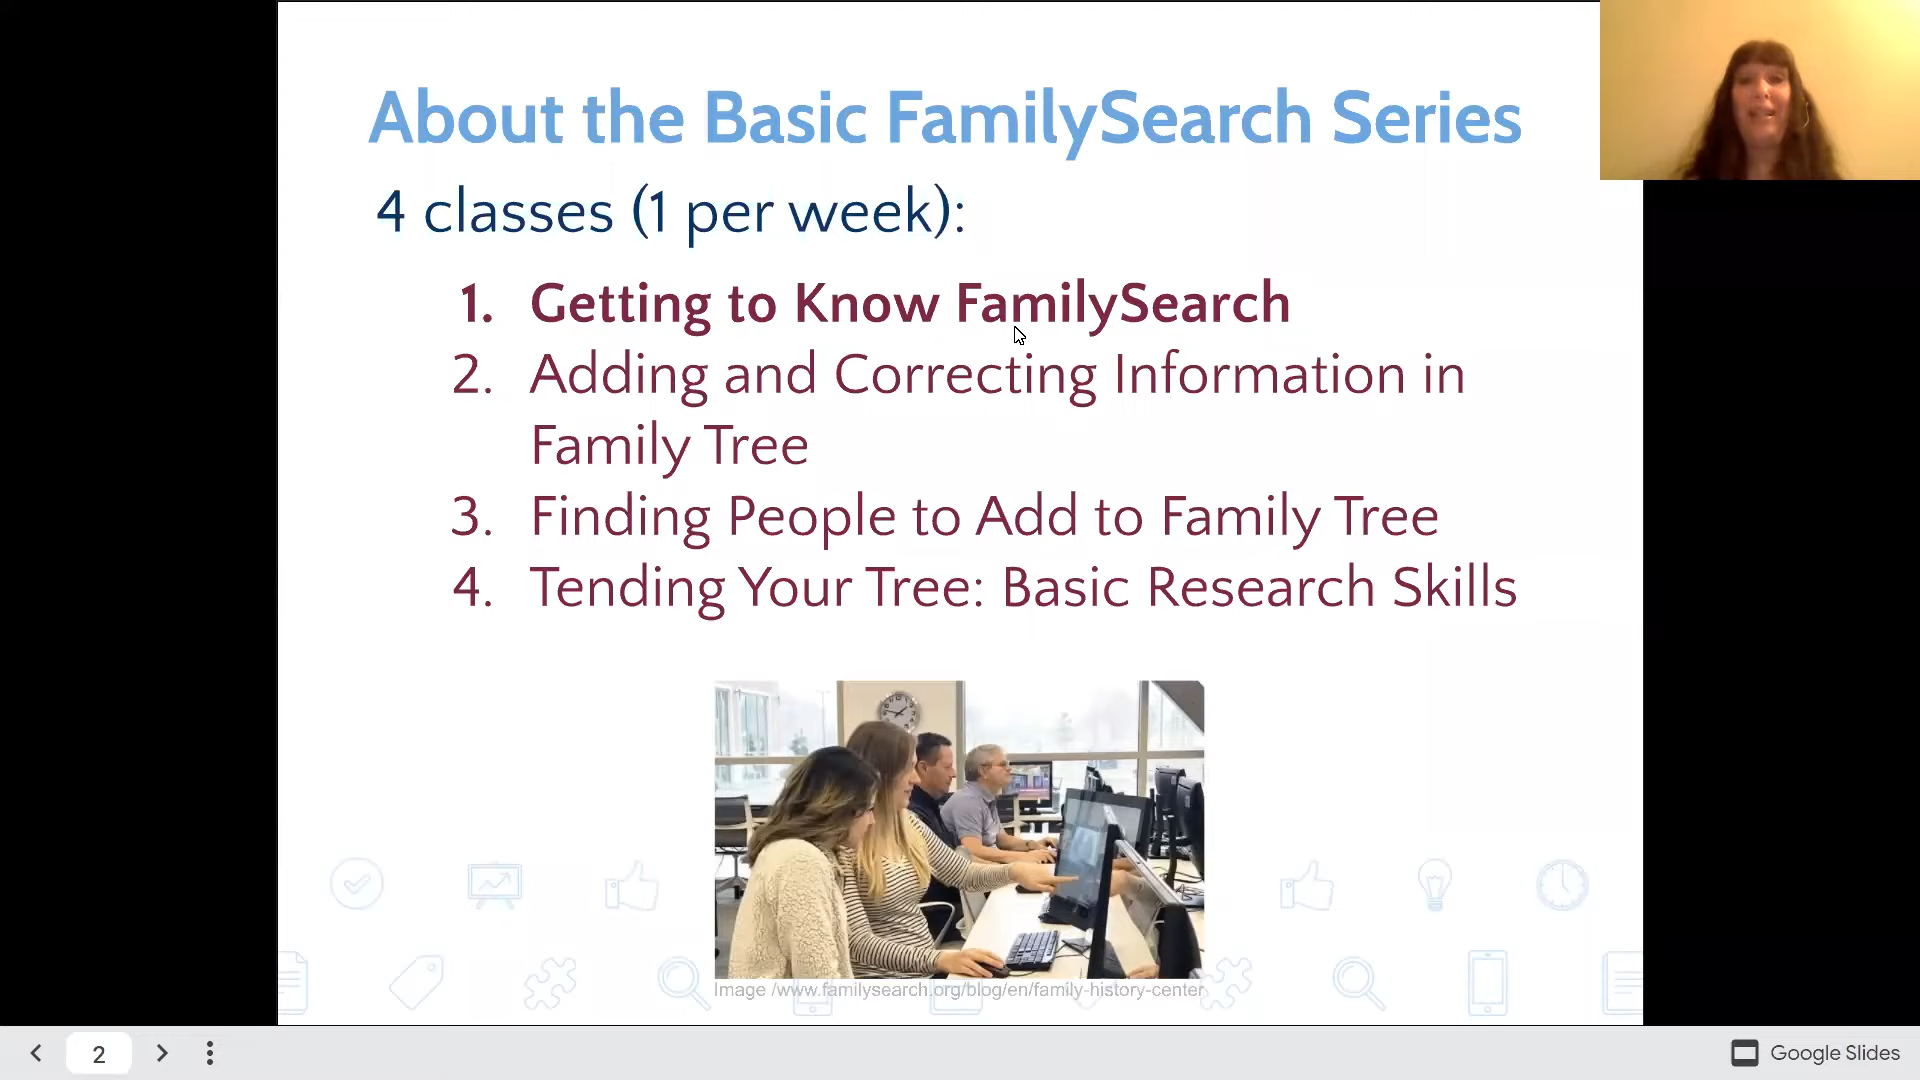 About the Basic FamilySearch Series
4 classes (1 per week):
1. Getting to Know FamilySearch
2. Adding and Correcting Information in
Family Tree
3. Finding People to Add to Family Tree
4. Tending Your Tree: Basic Research Skills
Image /www.familysearch.org/blog/en/family-history-center
2
Google Slides